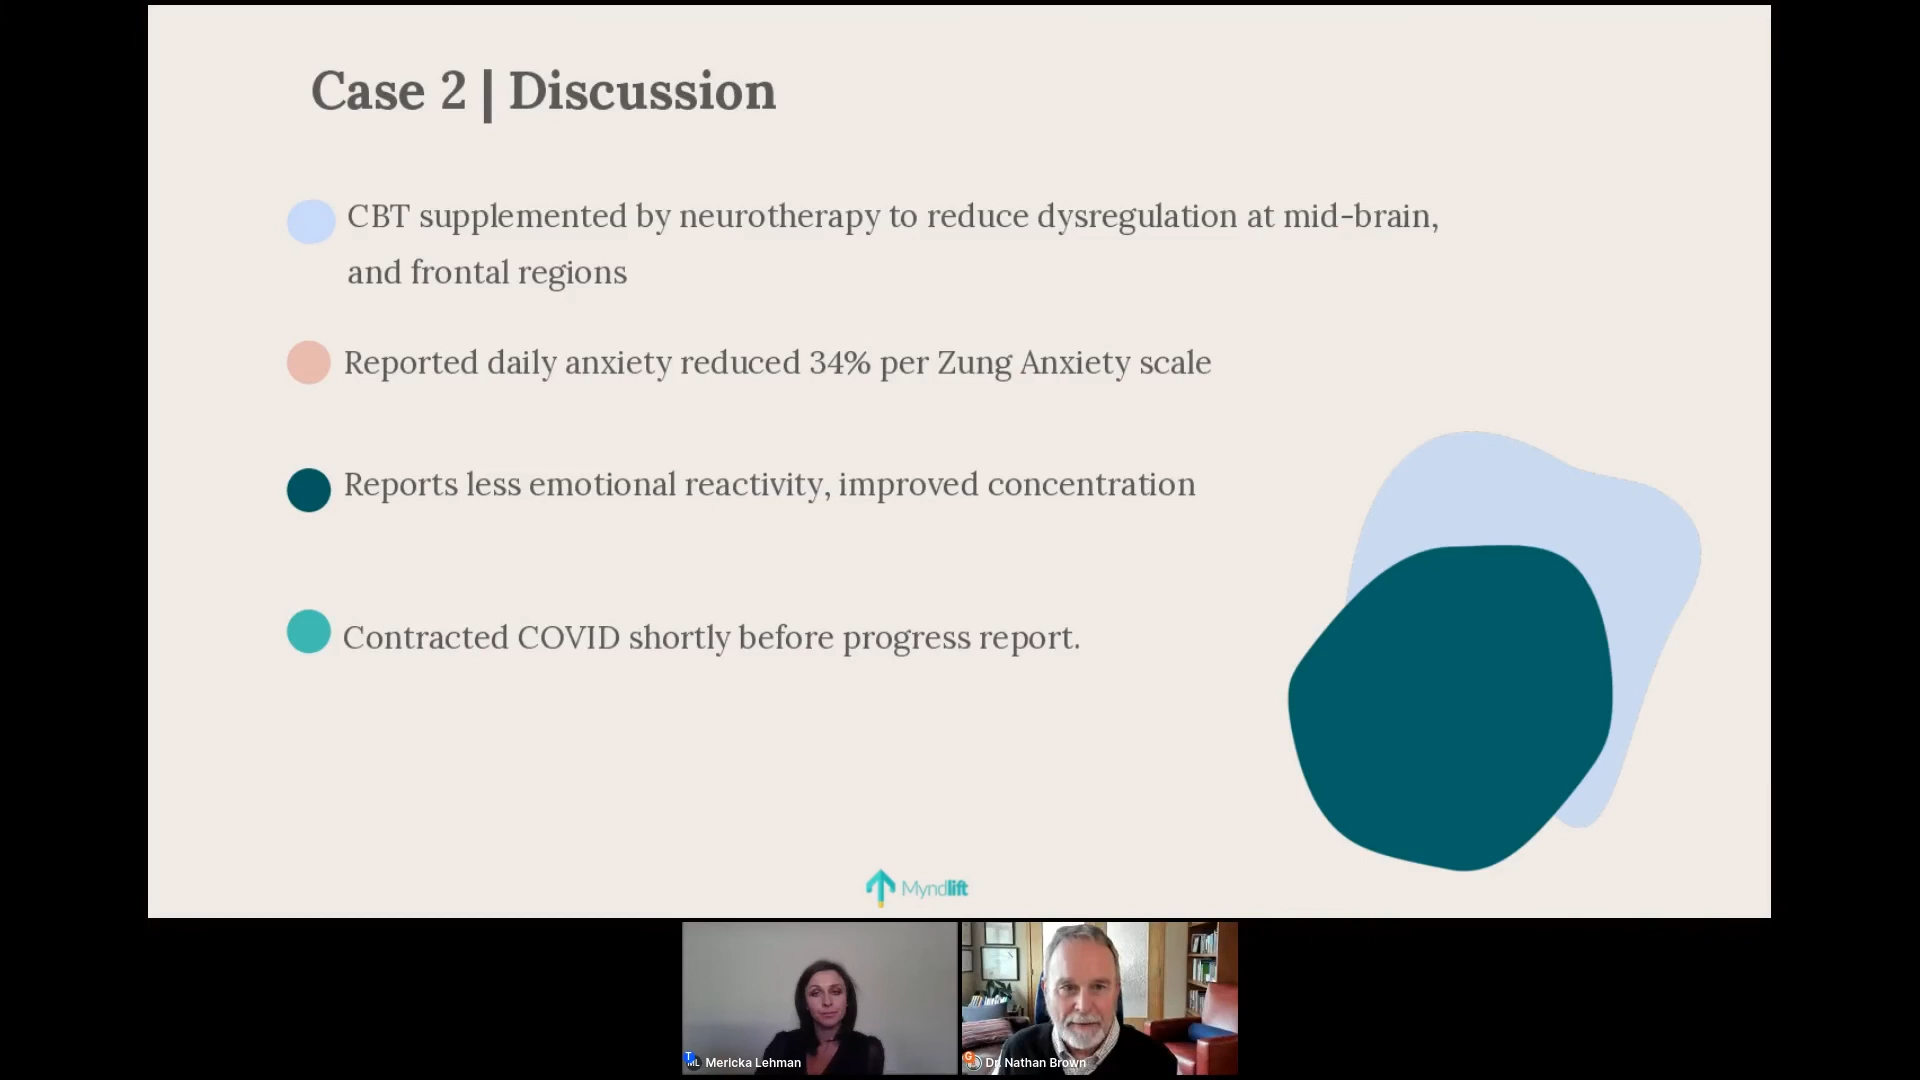 Case 2 | Discussion
CBT supplemented by neurotherapy to reduce dysregulation at mid-brain,
and frontal regions
Reported daily anxiety reduced 34% per Zung Anxiety scale
Reports less emotional reactivity, improved concentration
Contracted COVID shortly before progress report.
Myndlift
T
ML
Mericka Lehman
G
Dr. Nathan Brown